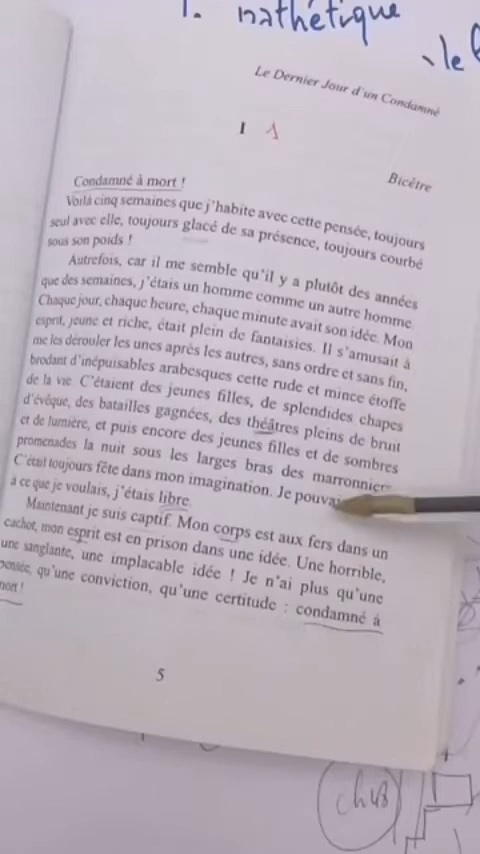 1. pathétique
le
Le Dernier Jour d'un Condamné
I 1
Bicêtre
Condamné à mort !
Voilà cinq semaines que j'habite avec cette pensée, toujours
seul avec elle, toujours glacé de sa présence, toujours courbé
sous son poids !
Autrefois, car il me semble qu'il y a plutôt des années
que des semaines, j'étais un homme comme un autre homme.
Chaque jour, chaque heure, chaque minute avait son idée. Mon
esprit, jeune et riche, était plein de fantaisies. Il s'amusait à
me les dérouler les unes après les autres, sans ordre et sans fin,
brodant d'inépuisables arabesques cette rude et mince étoffe
de la vie. C'étaient des jeunes filles, de splendides chapes
d'évêque, des batailles gagnées, des théâtres pleins de bruit
et de lumière, et puis encore des jeunes filles et de sombres
promenades la nuit sous les larges bras des marronniers
C'était toujours fête dans mon imagination. Je pouvai
à ce que je voulais, j'étais libre.
Maintenant je suis captif. Mon corps est aux fers dans un
cachot, mon esprit est en prison dans une idée. Une horrible,
une sanglante, une implacable idée ! Je n'ai plus qu'une
pensée, qu'une conviction, qu'une certitude : condamné à
mort !
5
ch48